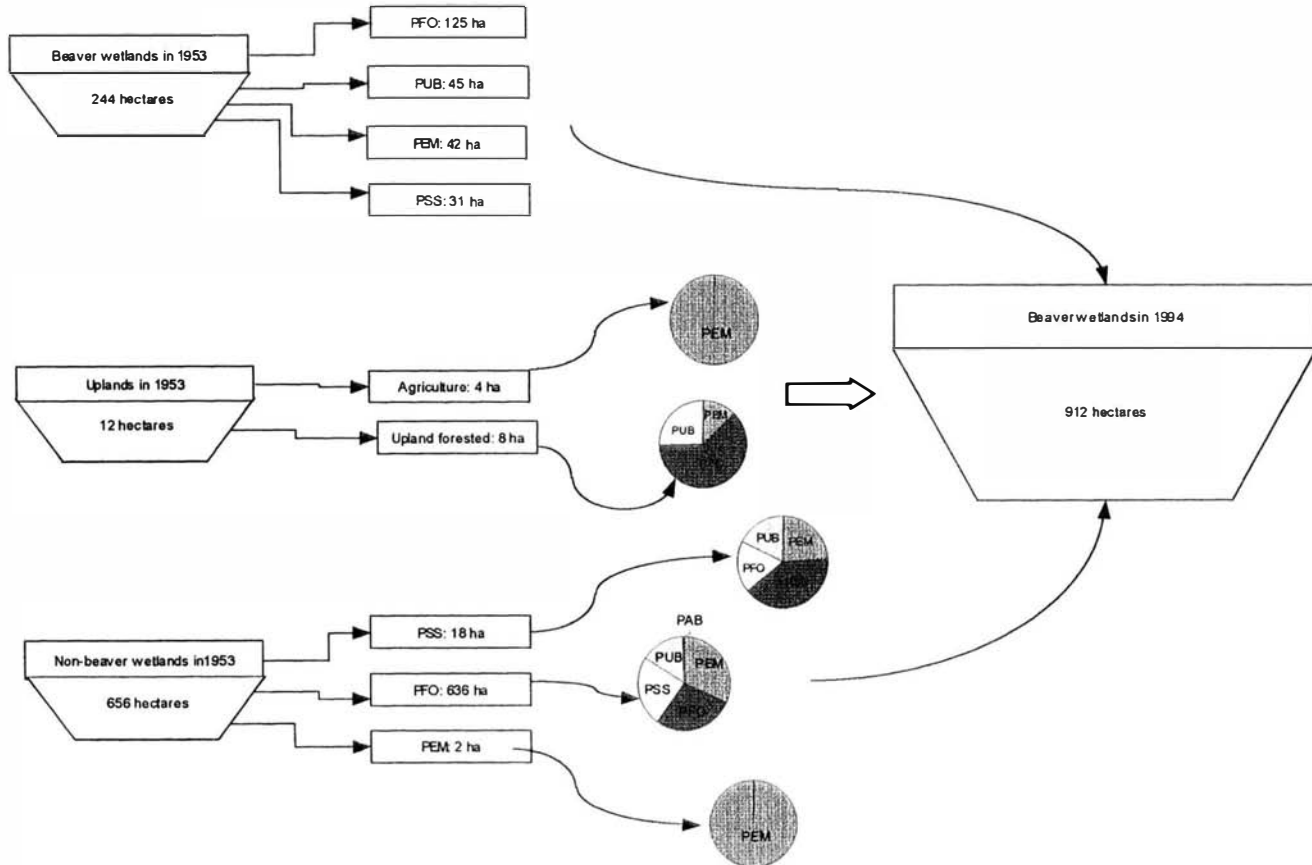 PFO: 125 ha
Beaver wetlands in 1953
PUB: 45 ha
244 hectares
PEM: 42 ha
PSS: 31 ha
PEM
Beaver wetlands in 1994
Uplands in 1953
Agriculture: 4 ha
912 hectares
12 hectares
Upland forested: 8 ha
PUB
PEM
PUB
PEM
PFO
PSS: 18 ha
PAB
Non-beaver wetlands in1953
PUB
PEM
656 hectares
PFO: 636 ha
PSS
PFO
PEM: 2 ha
PEM